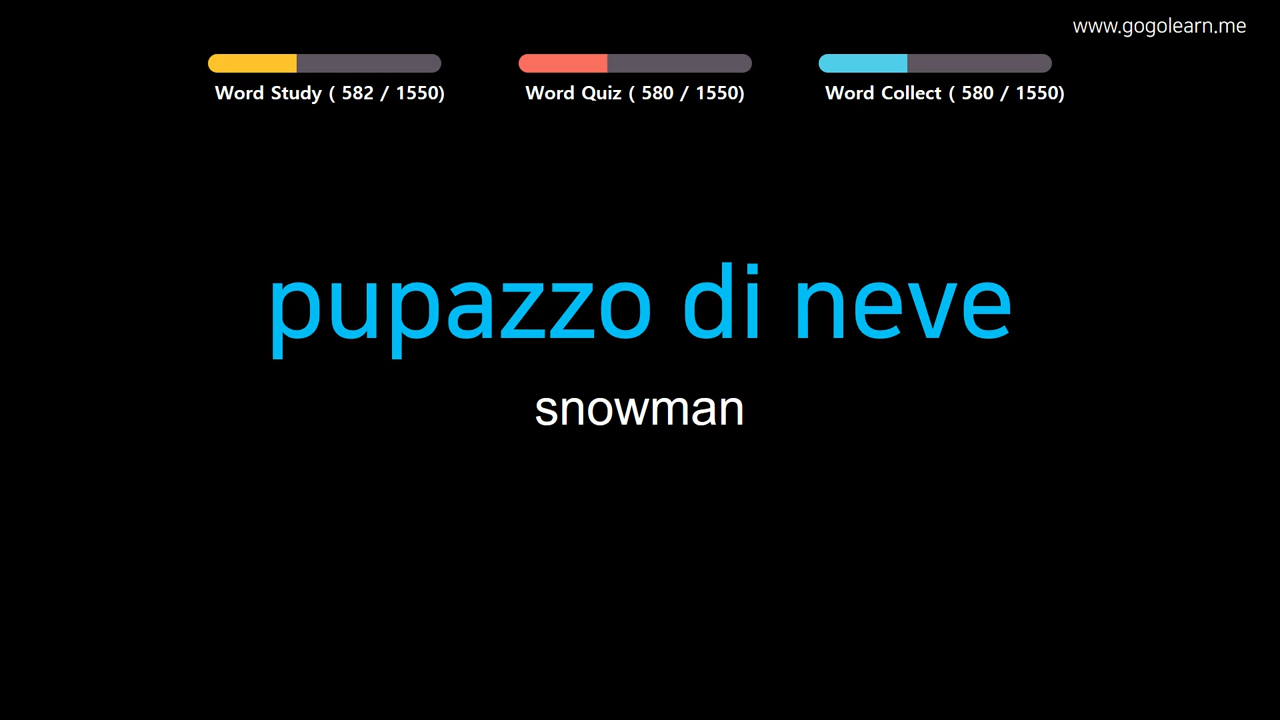 www.gogolearn.me
Word Study ( 582 / 1550)
Word Quiz ( 580 / 1550)
Word Collect ( 580 / 1550)
pupazzo di neve
snowman